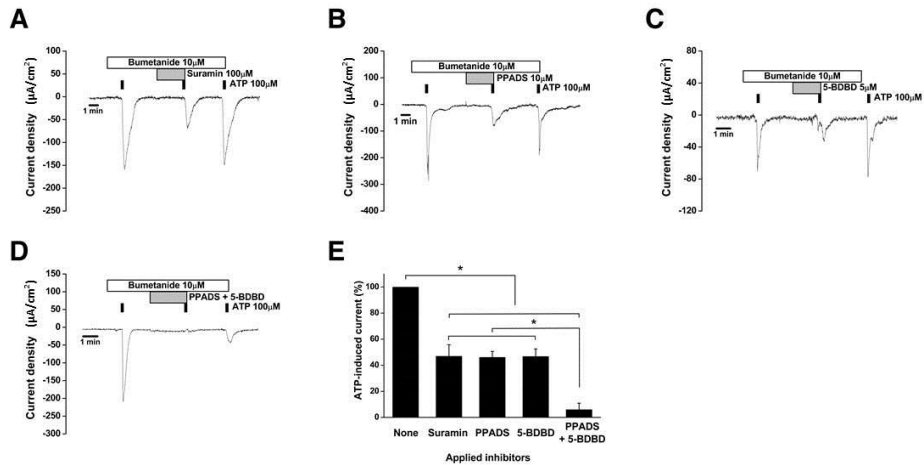 A
Current density (µA/cm²)
100
50
0
-50
-100
-150
-200
-250
Bumetanide 10µM
Suramin 100µM
ATP 100µM
1 min
B
Current density (µA/cm²)
200
100
0
-100
-200
-300
-400
Bumetanide 10µM
PPADS 10µM
ATP 100µM
1 min
C
Current density (µA/cm²)
80
40
0
-40
-80
-120
Bumetanide 10µM
5-BDBD 5µM
ATP 100µM
1 min
D
Current density (µA/cm²)
150
100
50
0
-50
-100
-150
-200
-250
-300
Bumetanide 10µM
PPADS + 5-BDBD
ATP 100µM
1 min
E
ATP-induced current (%)
100
80
60
40
20
0
*
*
None Suramin PPADS 5-BDBD PPADS
+ 5-BDBD
Applied inhibitors